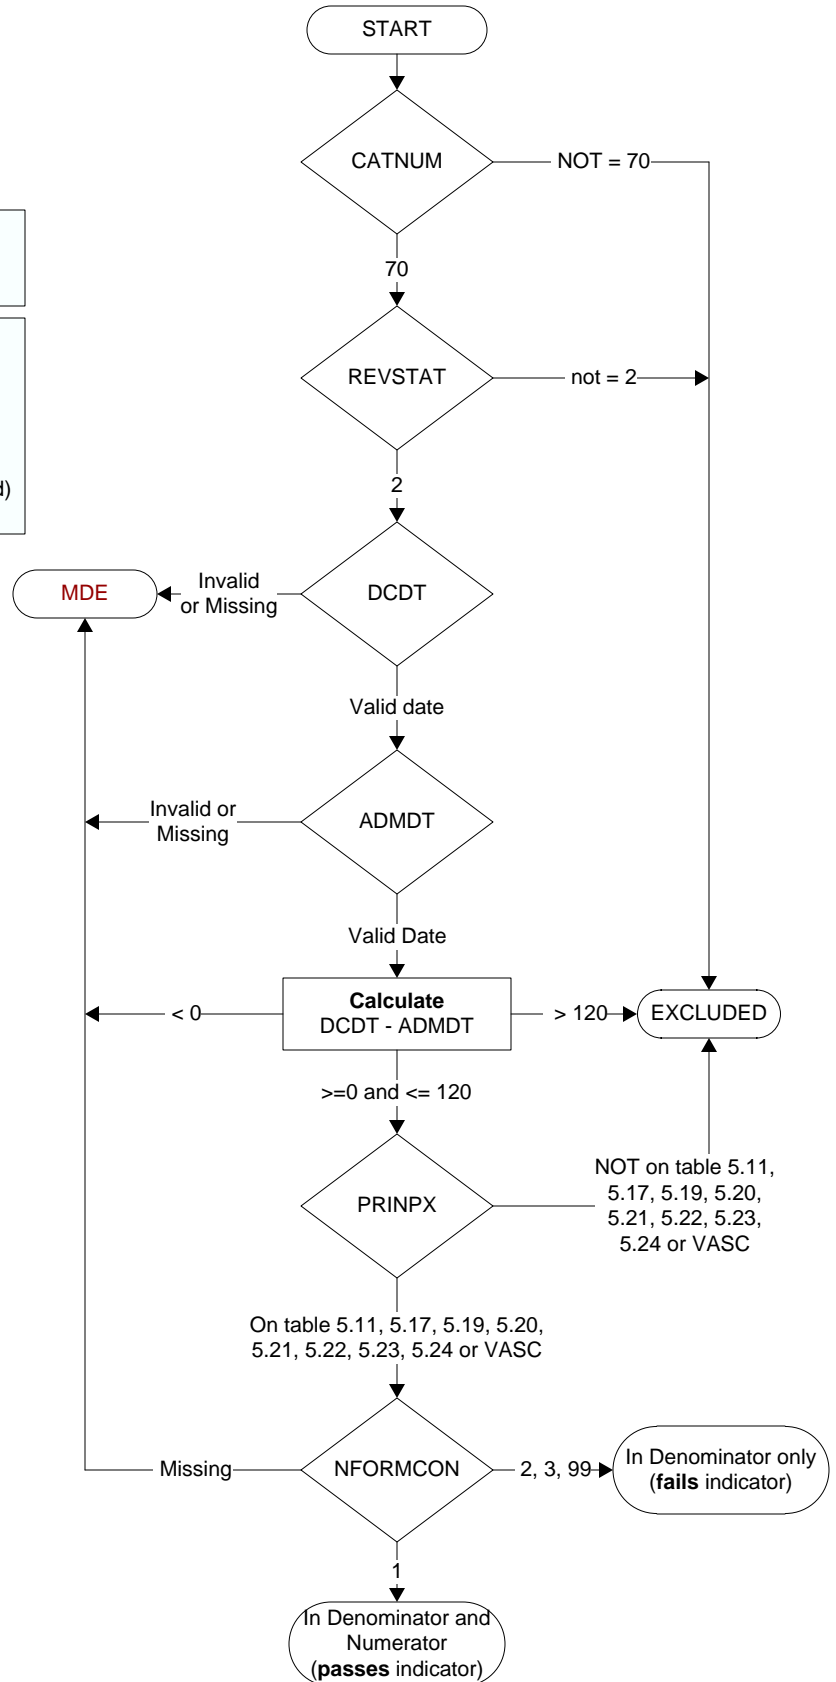 START
CATNUM
NOT = 70
70
REVSTAT
not = 2
2
d)
MDE
Invalid
or Missing
DCDT
Valid date
Invalid or
Missing
ADMDT
Valid Date
< 0
Calculate
DCDT - ADMDT
> 120
EXCLUDED
>=0 and <= 120
PRINPX
NOT on table 5.11,
5.17, 5.19, 5.20,
5.21, 5.22, 5.23,
5.24 or VASC
On table 5.11, 5.17, 5.19, 5.20,
5.21, 5.22, 5.23, 5.24 or VASC
Missing
NFORMCON
2, 3, 99
In Denominator only
(fails indicator)
1
In Denominator and
Numerator
(passes indicator)